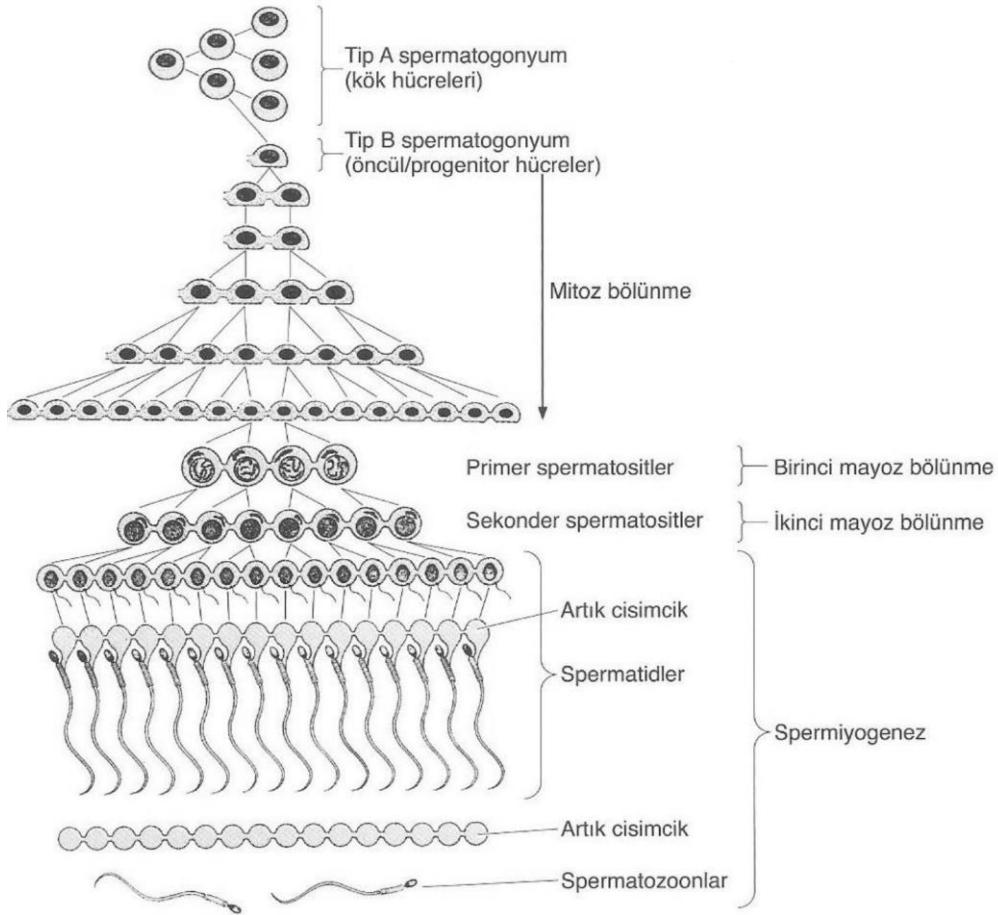 Tip A spermatogonyum
(kök hücreleri)
Tip B spermatogonyum
(öncül/progenitor hücreler)
Mitoz bölünme
Primer spermatositler
Birinci mayoz bölünme
Sekonder spermatositler
İkinci mayoz bölünme
Artık cisimcik
Spermatidler
Spermiyogenez
Artık cisimcik
Spermatozoonlar